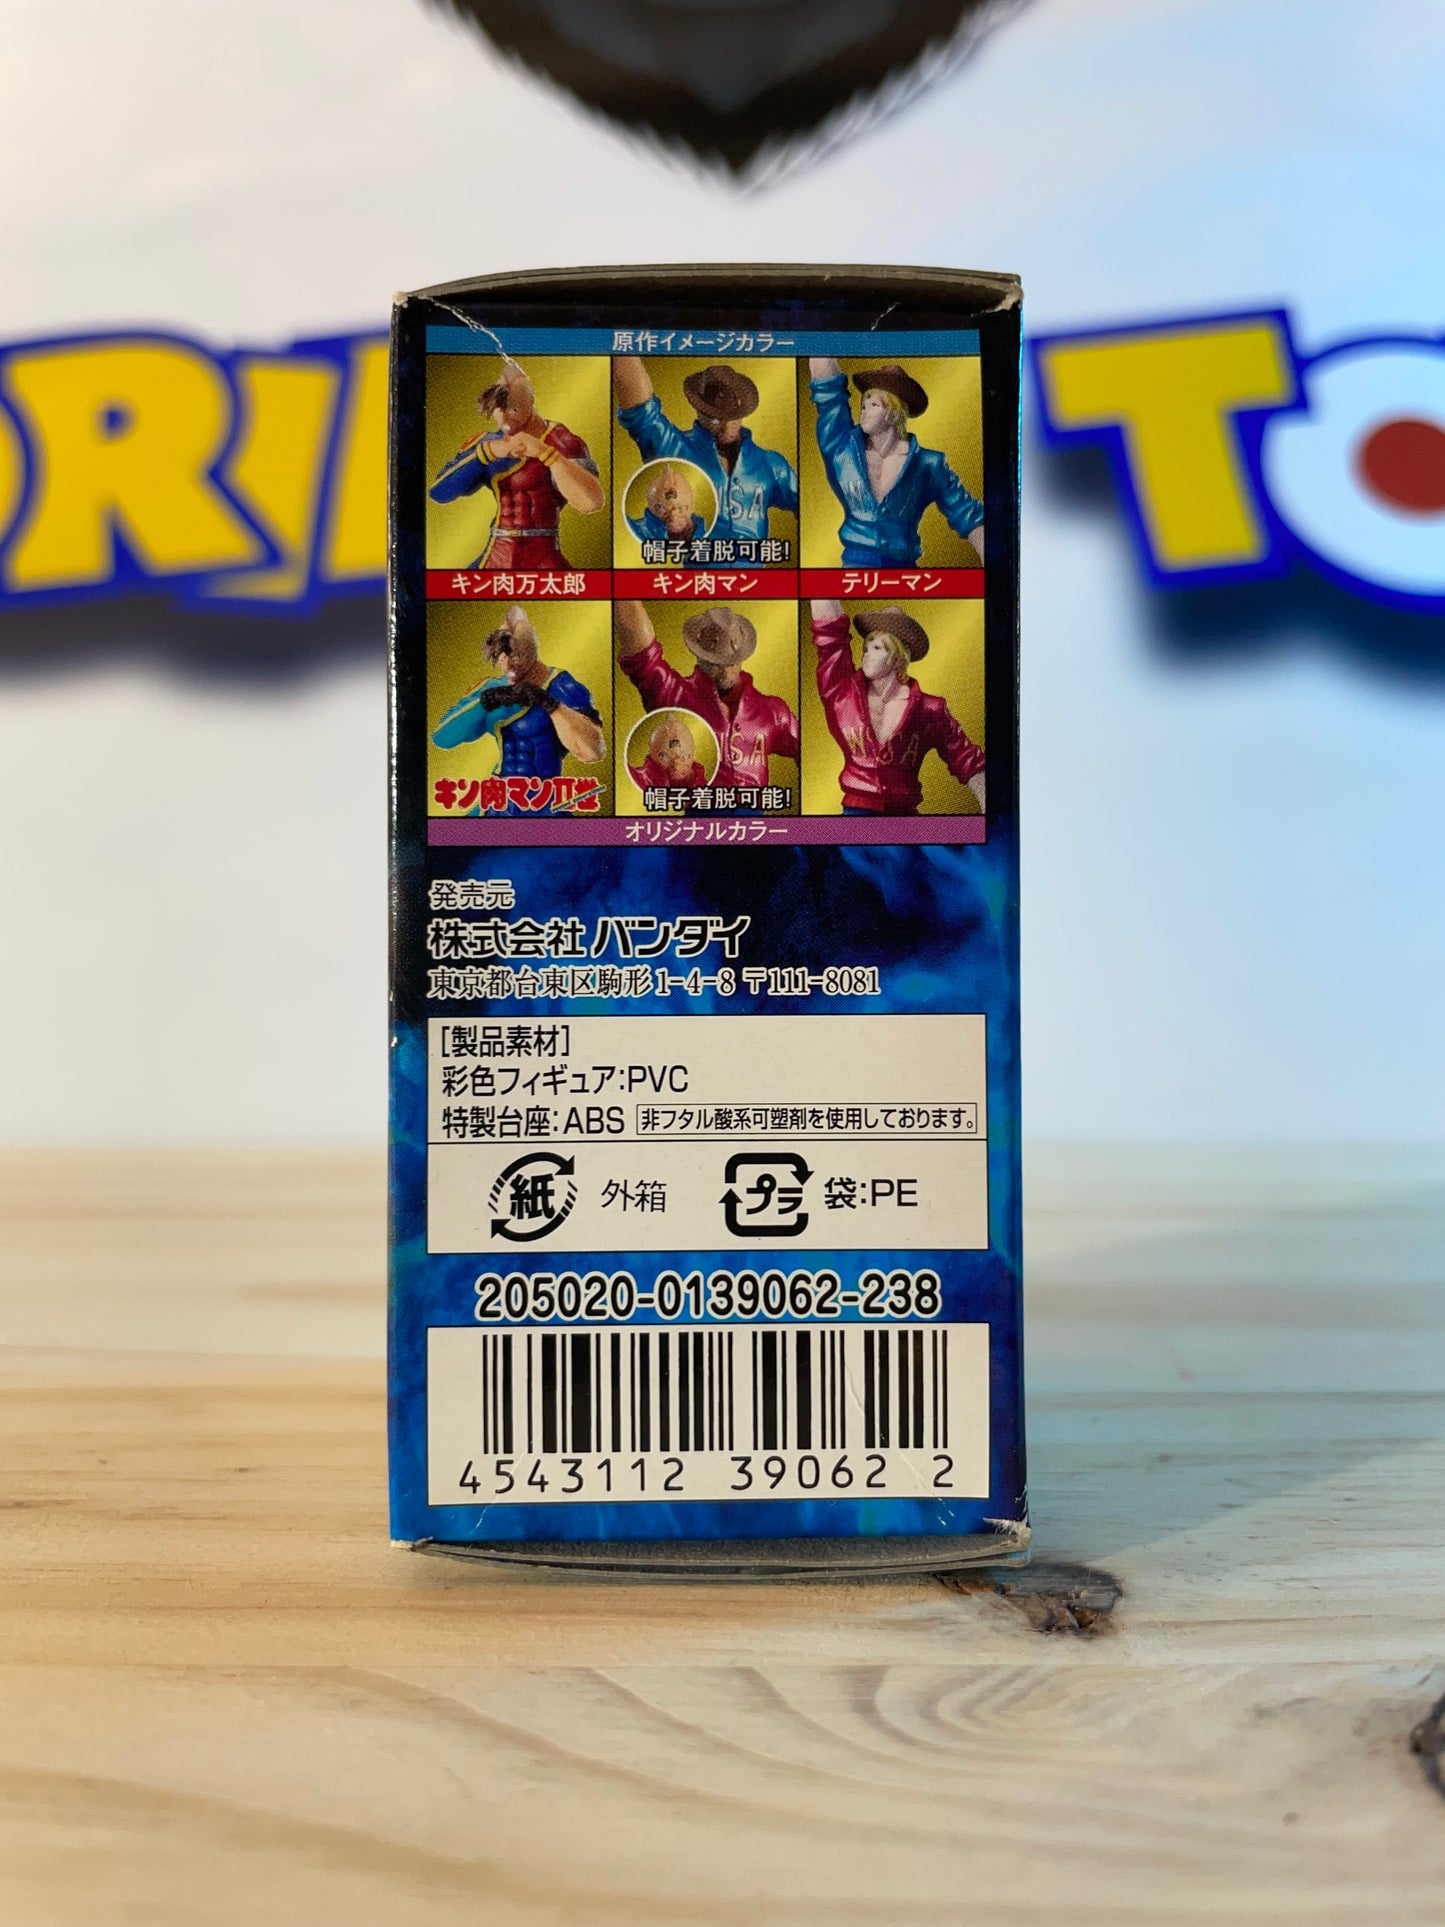 原作イメージカラー
帽子着脱可能!
キン肉万太郎
キン肉マン
テリーマン
キン肉マンⅡ世
帽子着脱可能!
オリジナルカラー
発売元
株式会社バンダイ
東京都台東区駒形1-4-8 〒111-8081
[製品素材]
彩色フィギュア:PVC
特製台座:ABS 非フタル酸系可塑剤を使用しております。
紙 外箱 プラ 袋:PE
205020-0139062-238
4543112 39062 2